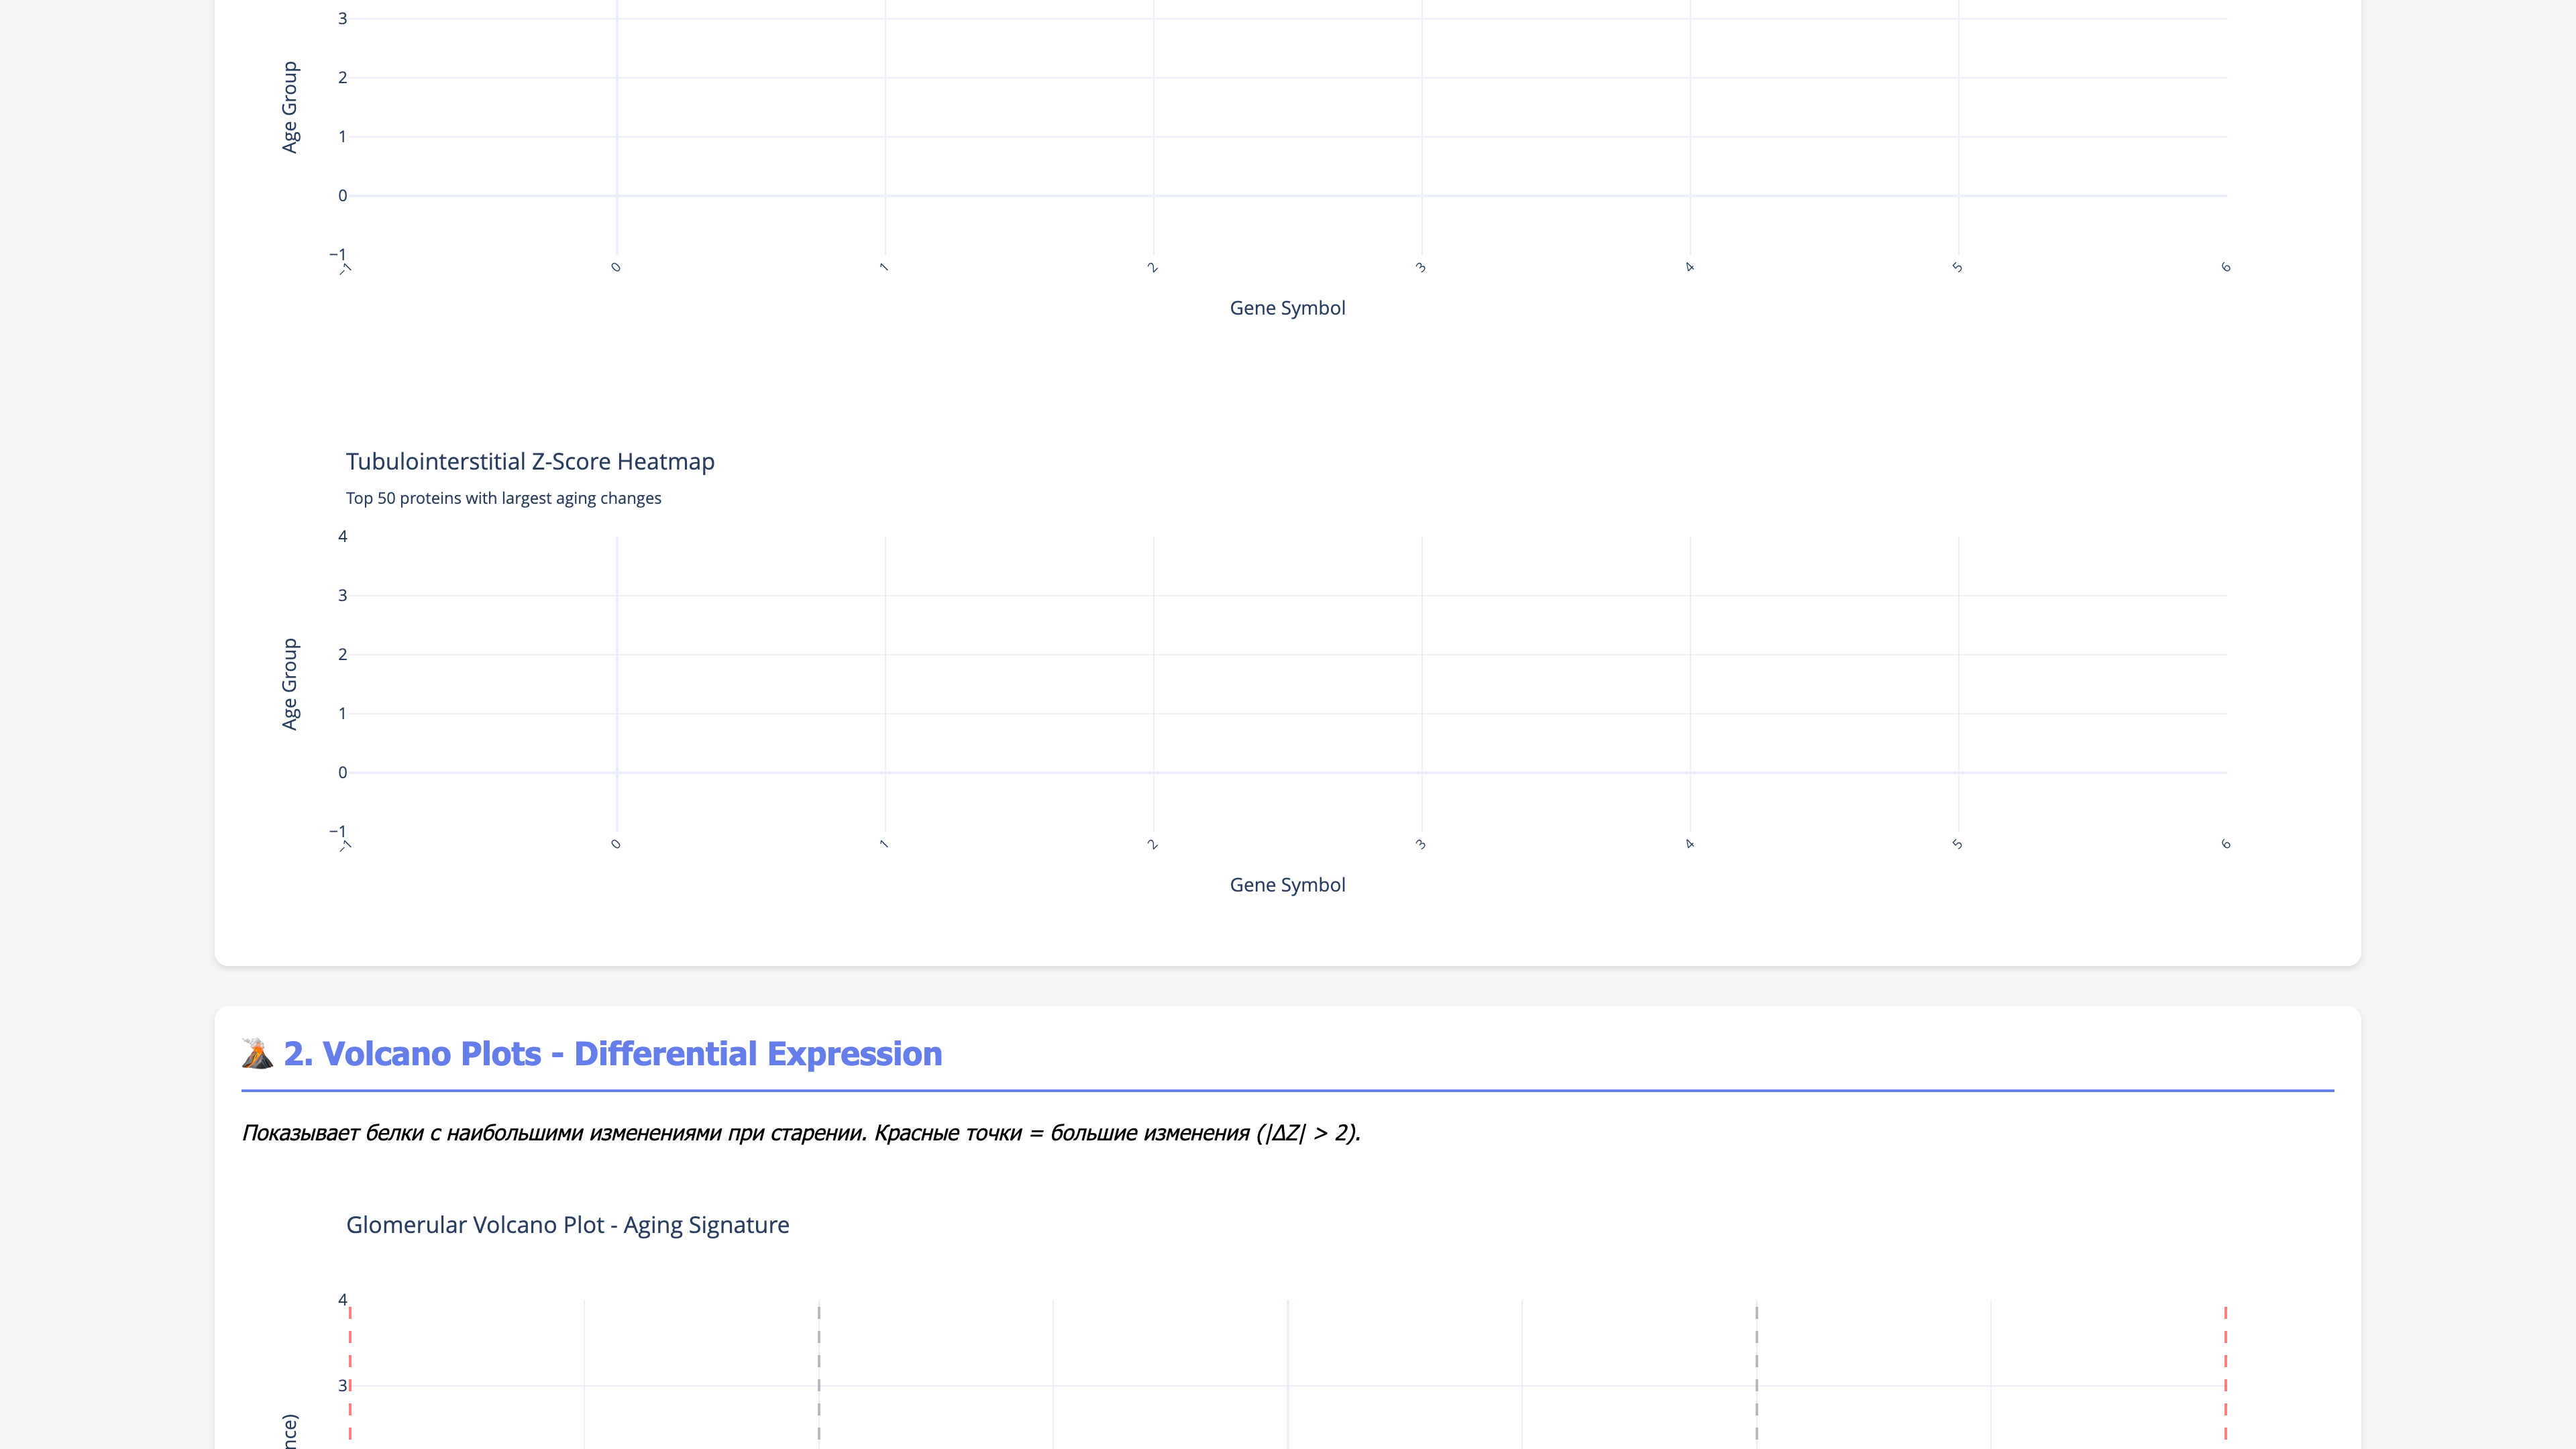 3
2
1
0
−1
Age Group
−1 0 1 2 3 4 5 6
Gene Symbol
Tubulointerstitial Z-Score Heatmap
Top 50 proteins with largest aging changes
4
3
2
1
0
−1
Age Group
−1 0 1 2 3 4 5 6
Gene Symbol
2. Volcano Plots - Differential Expression
Показывает белки с наибольшими изменениями при старении. Красные точки = большие изменения (|ΔZ| > 2).
Glomerular Volcano Plot - Aging Signature
4
3
nce)